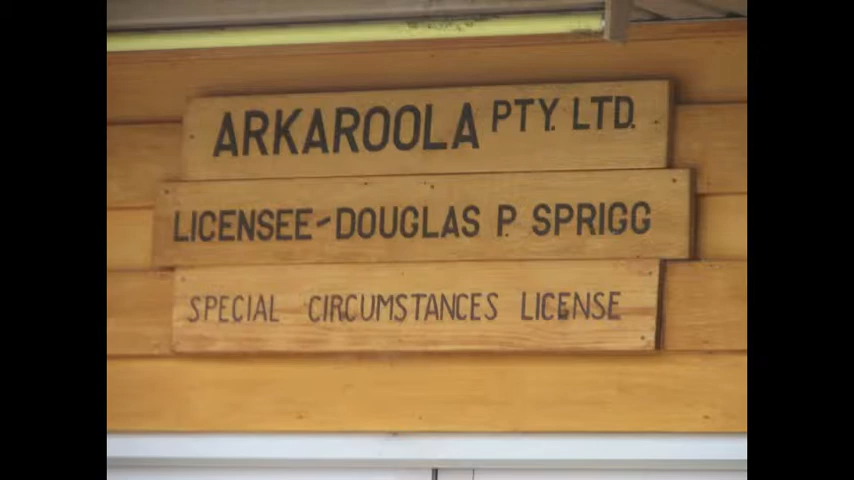 ARKAROOLA PTY. LTD.
LICENSEE-DOUGLAS P. SPRIGG
SPECIAL CIRCUMSTANCES LICENSE